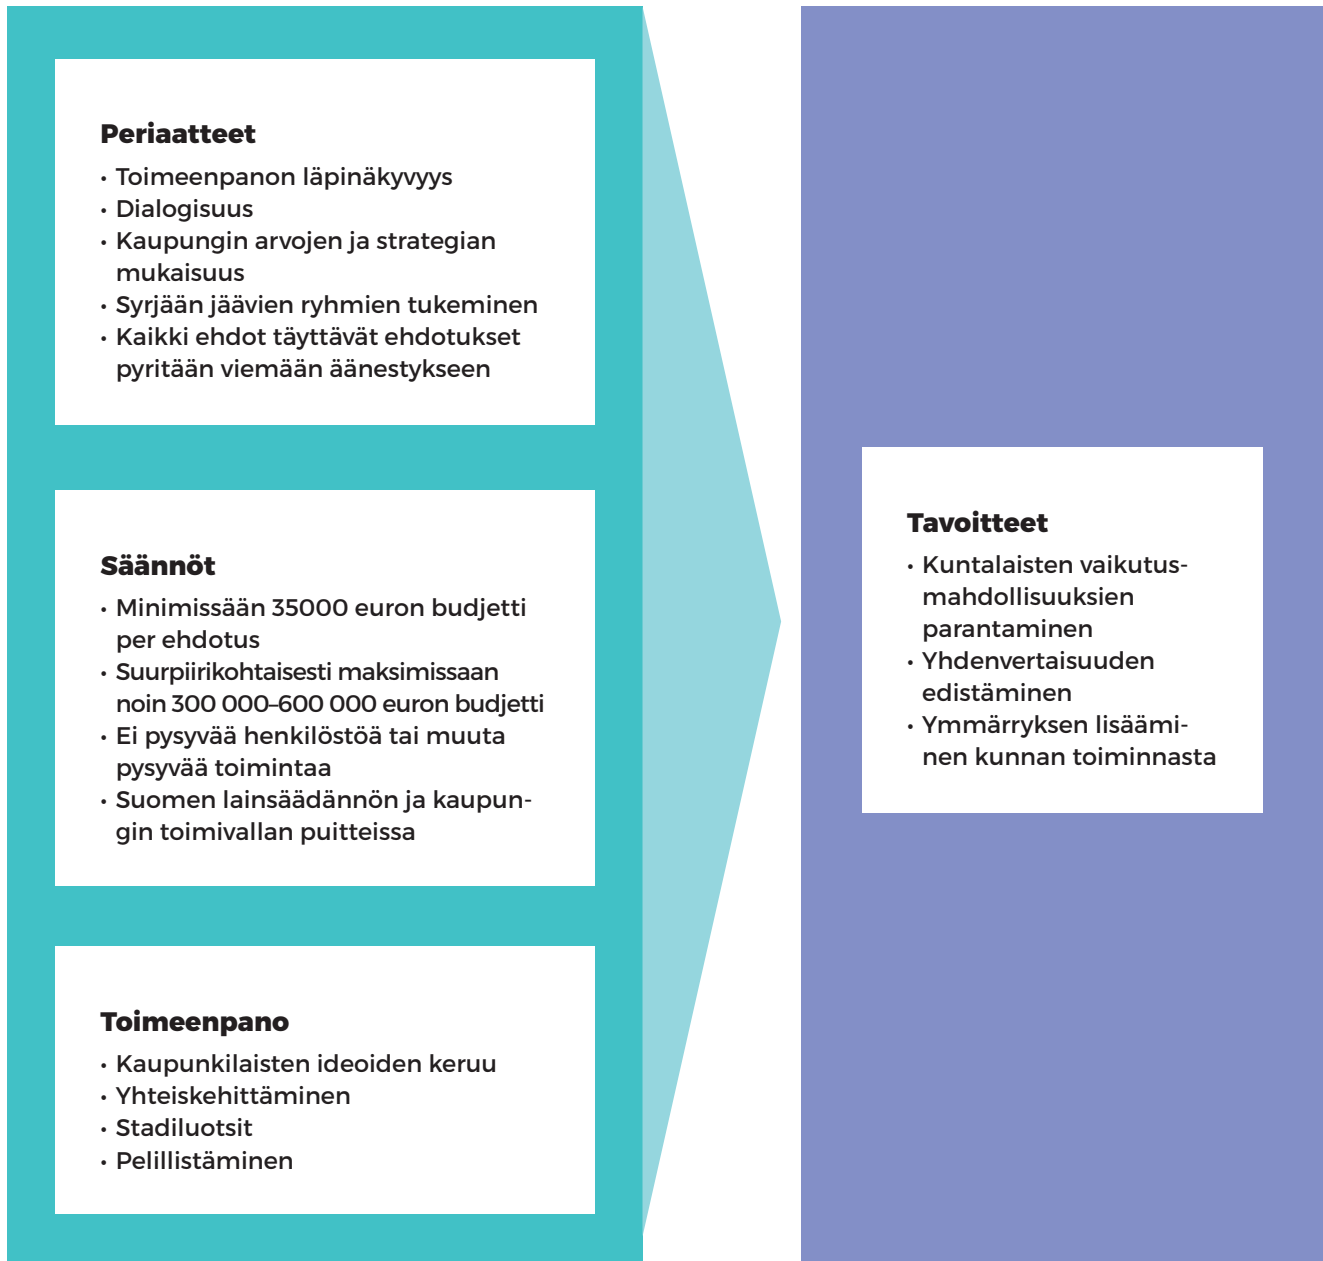 Periaatteet
• Toimeenpanon läpinäkyvyys
• Dialogisuus
• Kaupungin arvojen ja strategian
mukaisuus
• Syrjään jäävien ryhmien tukeminen
• Kaikki ehdot täyttävät ehdotukset
pyritään viemään äänestykseen
Säännöt
• Minimissään 35000 euron budjetti
per ehdotus
• Suurpiirikohtaisesti maksimissaan
noin 300 000–600 000 euron budjetti
• Ei pysyvää henkilöstöä tai muuta
pysyvää toimintaa
• Suomen lainsäädännön ja kaupun-
gin toimivallan puitteissa
Toimeenpano
• Kaupunkilaisten ideoiden keruu
• Yhteiskehittäminen
• Stadiluotsit
• Pelillistäminen
Tavoitteet
• Kuntalaisten vaikutus-
mahdollisuuksien
parantaminen
• Yhdenvertaisuuden
edistäminen
• Ymmärryksen lisäämi-
nen kunnan toiminnasta